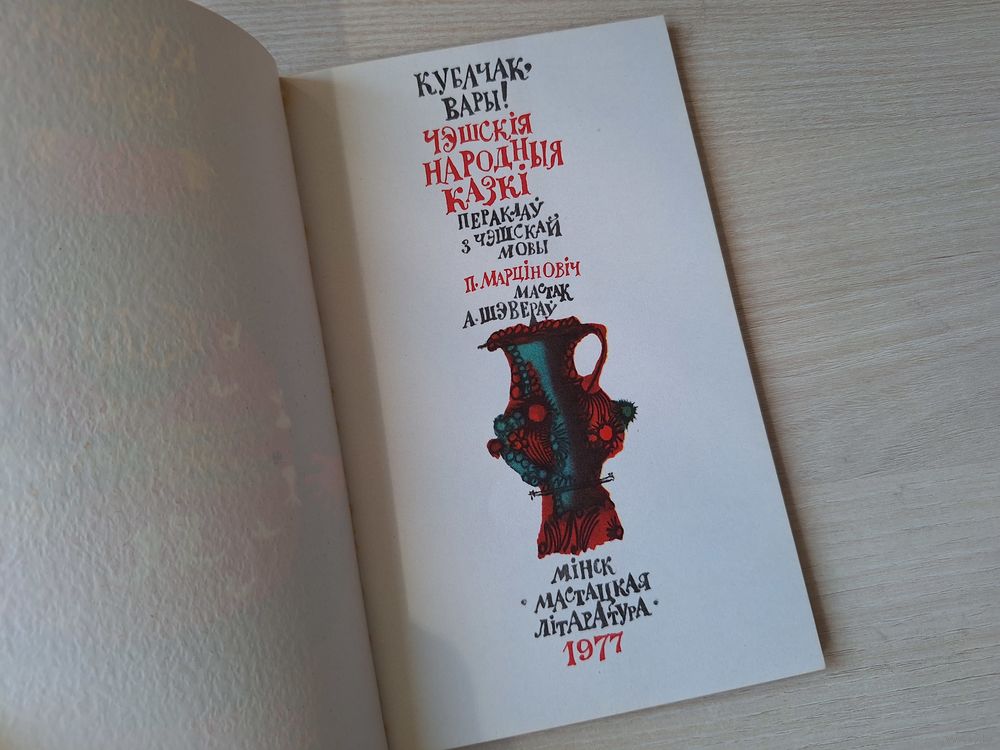 КУБАЧАК,
ВАРЫ!
ЧЭШСКІЯ
НАРОДНЫЯ
КАЗКІ
ПЕРАКЛАЎ
З ЧЭШСКАЙ
МОВЫ
П. МАРЦІНОВІЧ
МАСТАК
А. ШЭВЕРАЎ
МІНСК
· МАСТАЦКАЯ
ЛІТАРАТУРА ·
1977